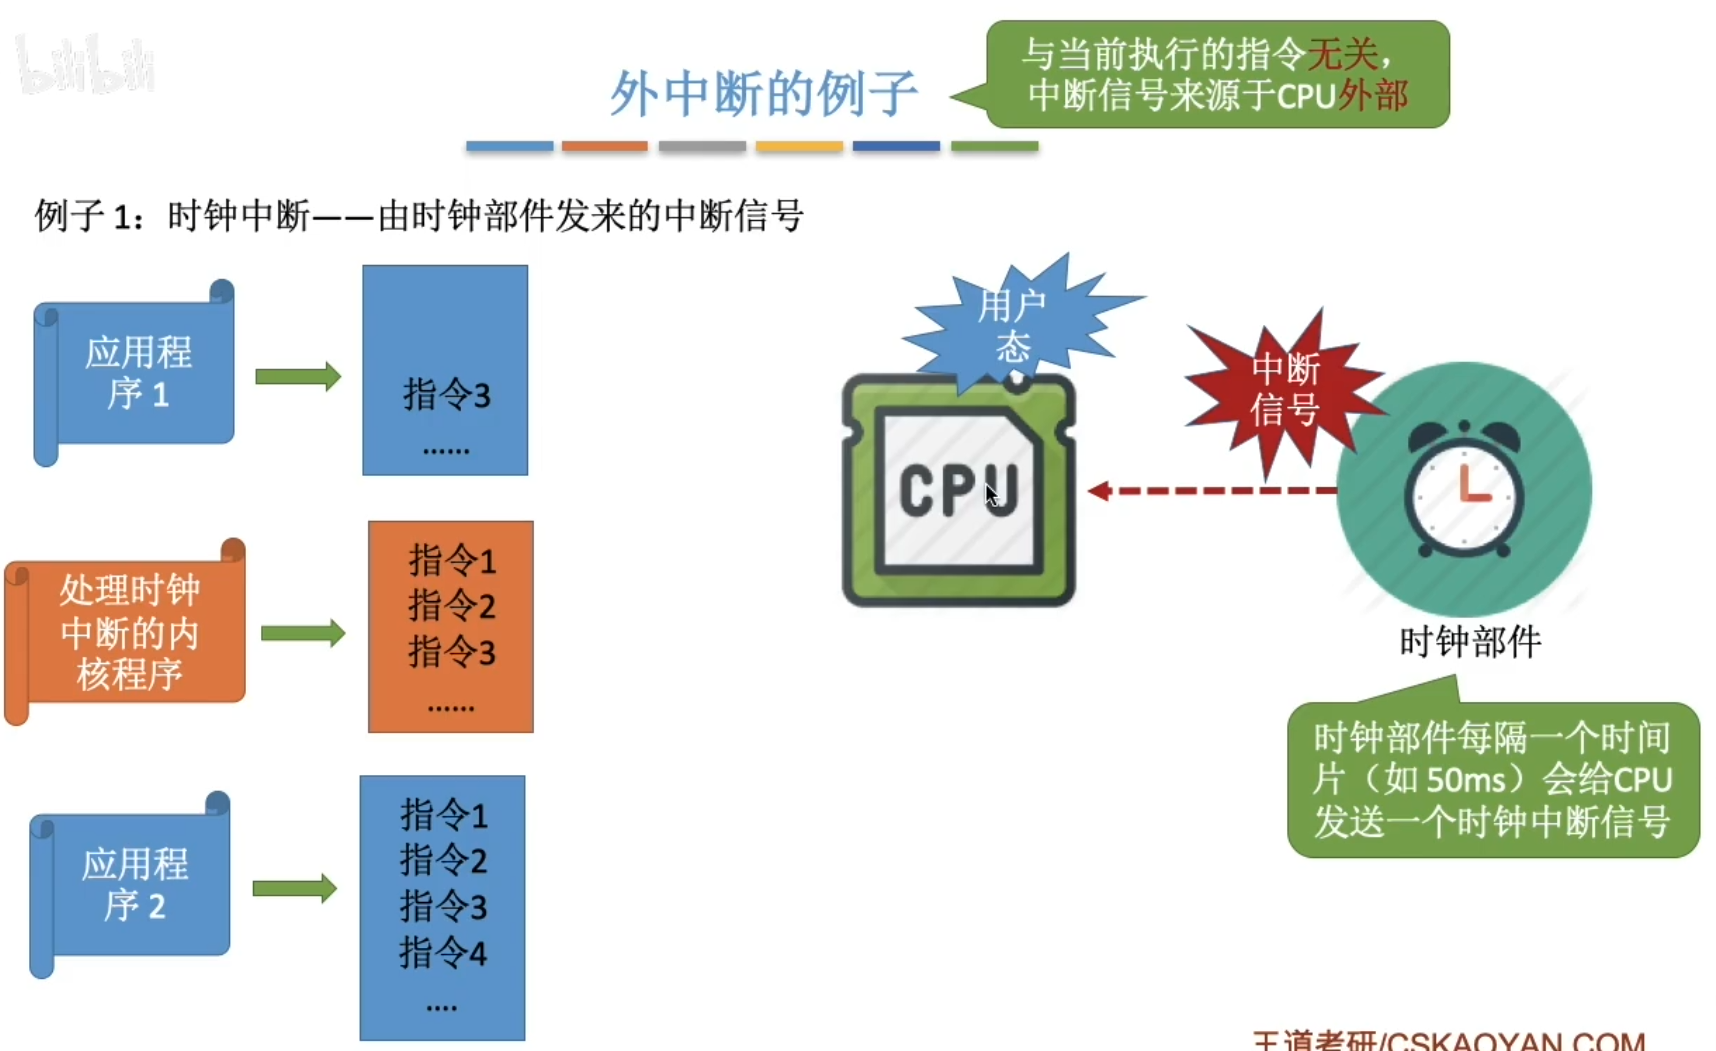 bilibili
外中断的例子
与当前执行的指令无关，
中断信号来源于CPU外部
例子 1：时钟中断——由时钟部件发来的中断信号
应用程
序 1
指令3
......
用户
态
中断
信号
CPU
处理时钟
中断的内
核程序
指令1
指令2
指令3
......
时钟部件
时钟部件每隔一个时间
片（如 50ms）会给CPU
发送一个时钟中断信号
应用程
序 2
指令1
指令2
指令3
指令4
....
王道考研/CSKAOYAN.COM